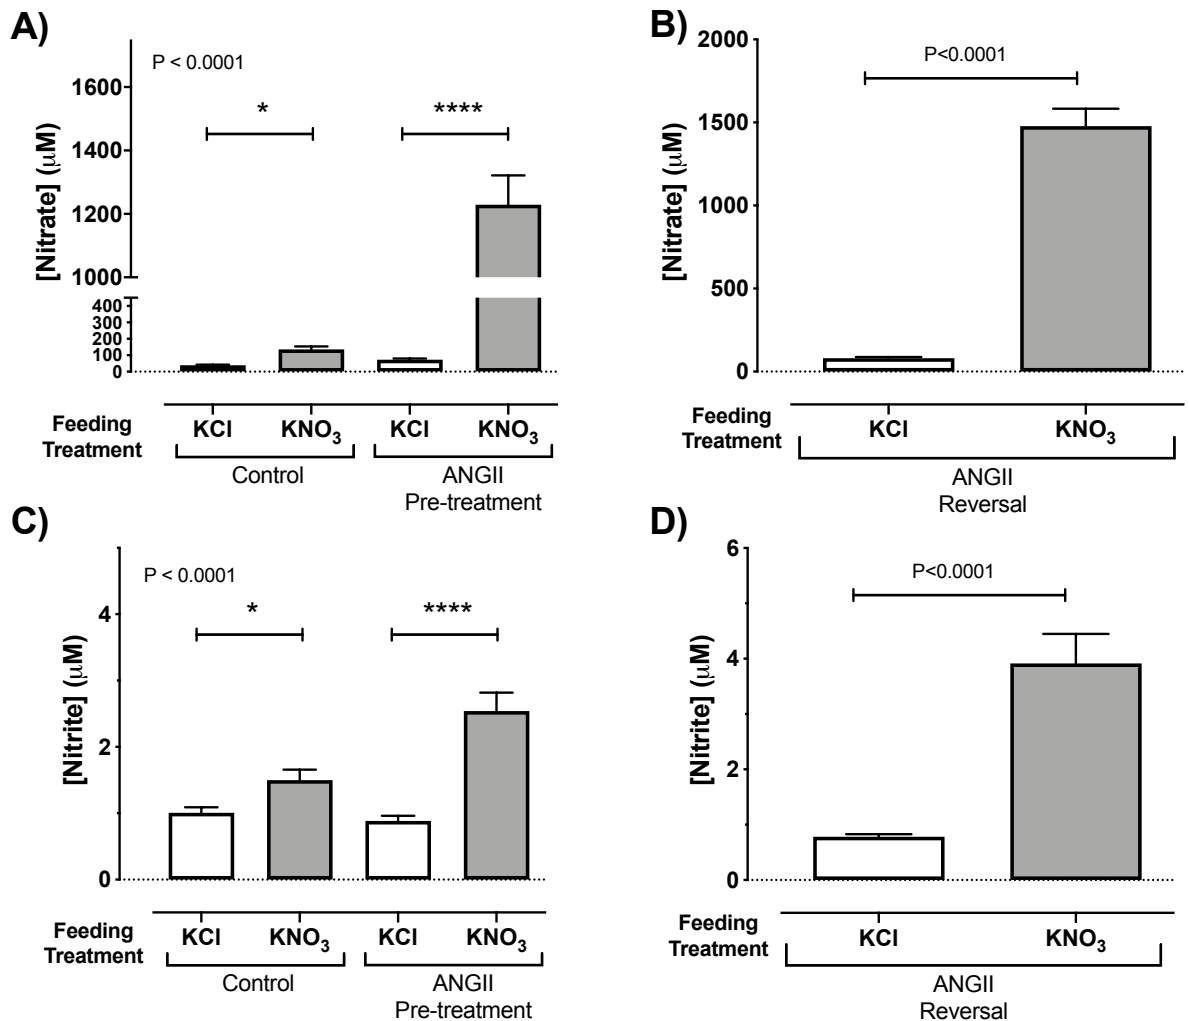 A)
P < 0.0001
*
****
[Nitrate] (μM)
1600
1400
1200
1000
400
300
200
100
0
Feeding
Treatment
KCl
KNO3
KCl
KNO3
Control
ANGII
Pre-treatment
B)
P<0.0001
[Nitrate] (μM)
2000
1500
1000
500
0
Feeding
Treatment
KCl
KNO3
ANGII
Reversal
C)
P < 0.0001
*
****
[Nitrite] (μM)
4
2
0
Feeding
Treatment
KCl
KNO3
KCl
KNO3
Control
ANGII
Pre-treatment
D)
P<0.0001
[Nitrite] (μM)
6
4
2
0
Feeding
Treatment
KCl
KNO3
ANGII
Reversal